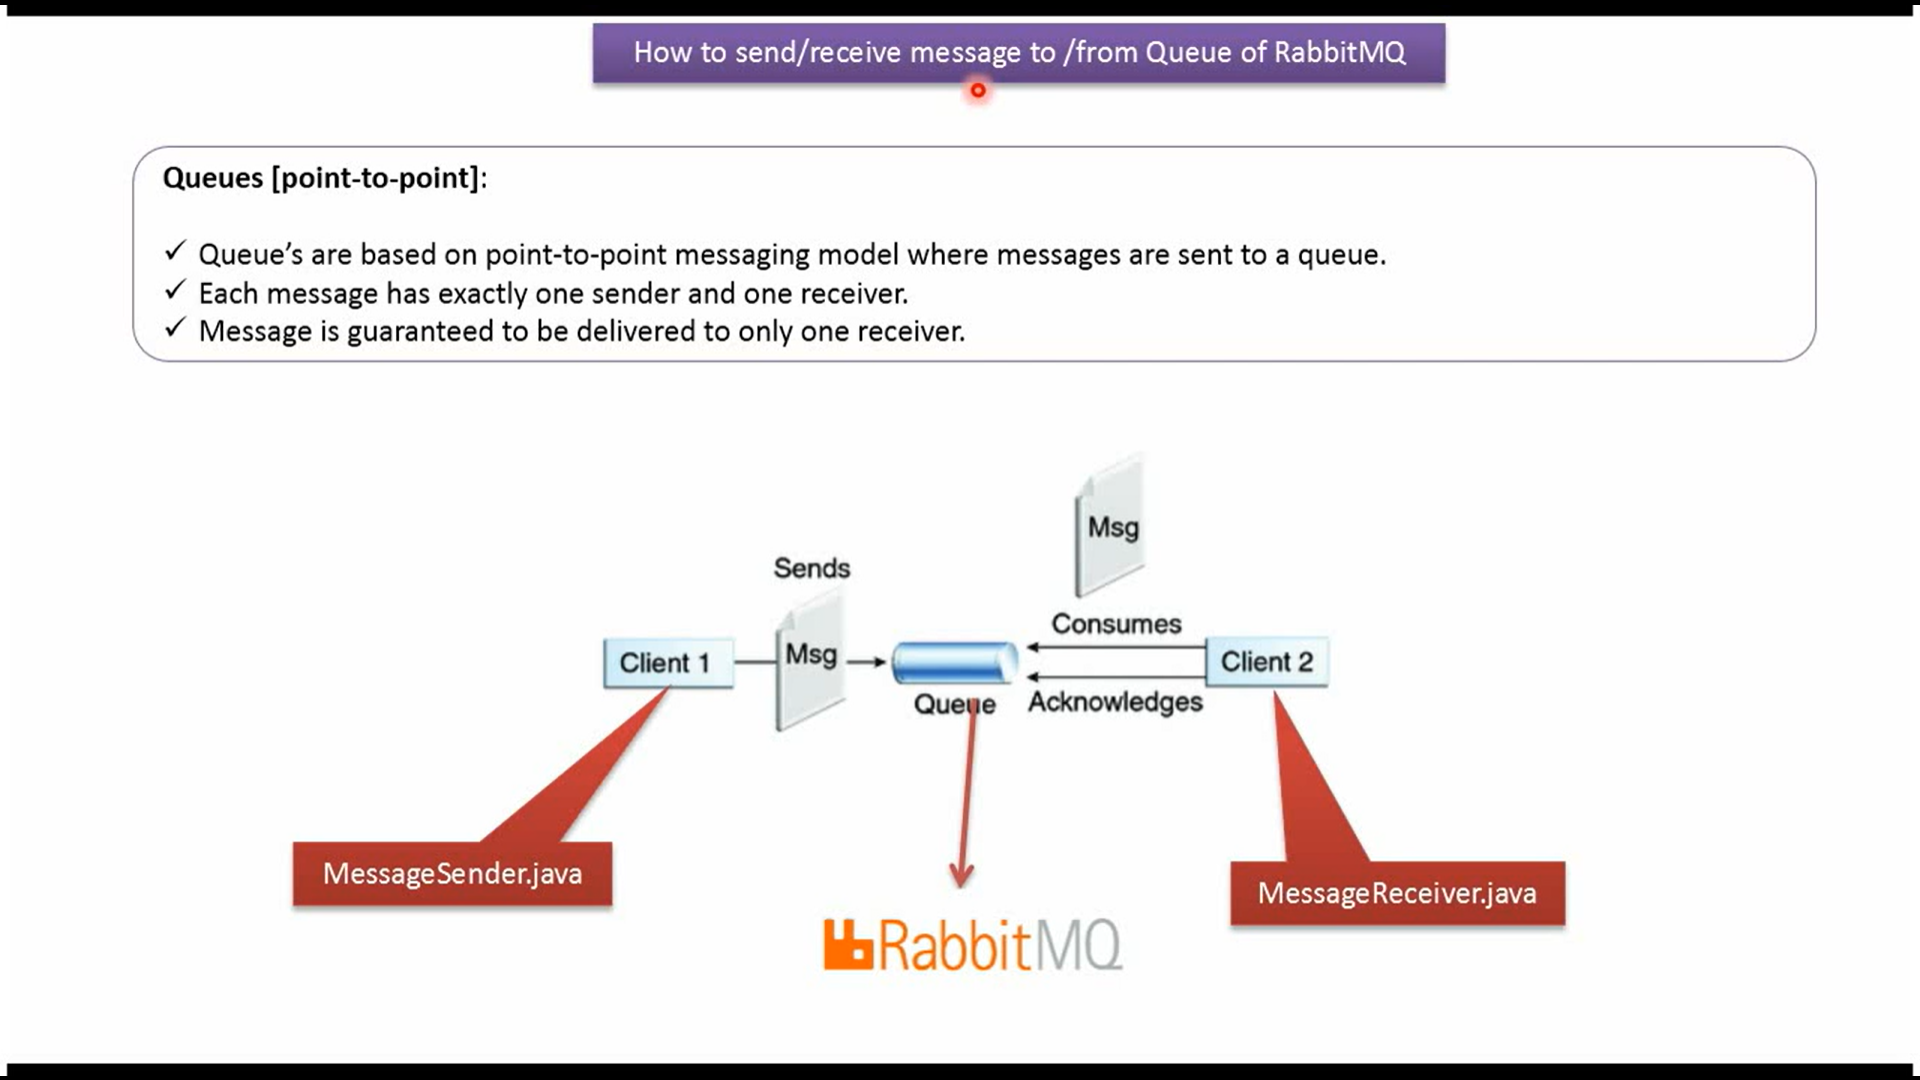 How to send/receive message to /from Queue of RabbitMQ
Queues [point-to-point]:
✓ Queue’s are based on point-to-point messaging model where messages are sent to a queue.
✓ Each message has exactly one sender and one receiver.
✓ Message is guaranteed to be delivered to only one receiver.
Msg
Sends
Msg
Consumes
Client 1
Client 2
Queue
Acknowledges
MessageSender.java
MessageReceiver.java
RabbitMQ